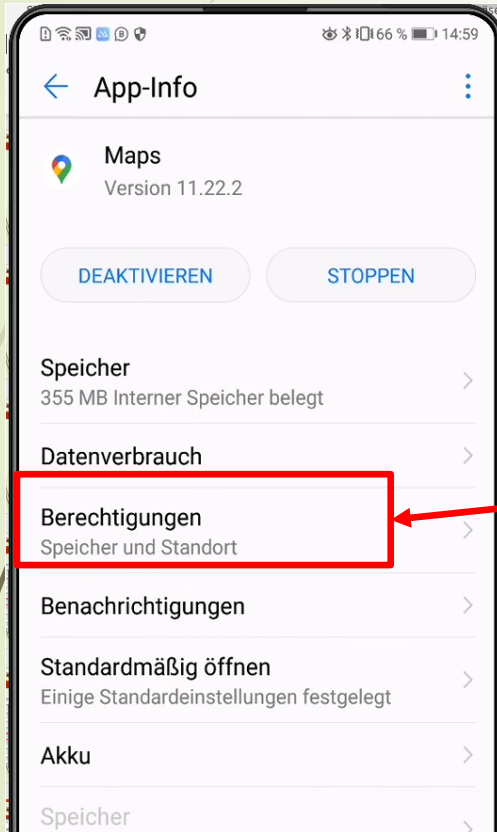 66 % 14:59
App-Info
Maps
Version 11.22.2
DEAKTIVIEREN STOPPEN
Speicher
355 MB Interner Speicher belegt
Datenverbrauch
Berechtigungen
Speicher und Standort
Benachrichtigungen
Standardmäßig öffnen
Einige Standardeinstellungen festgelegt
Akku
Speicher